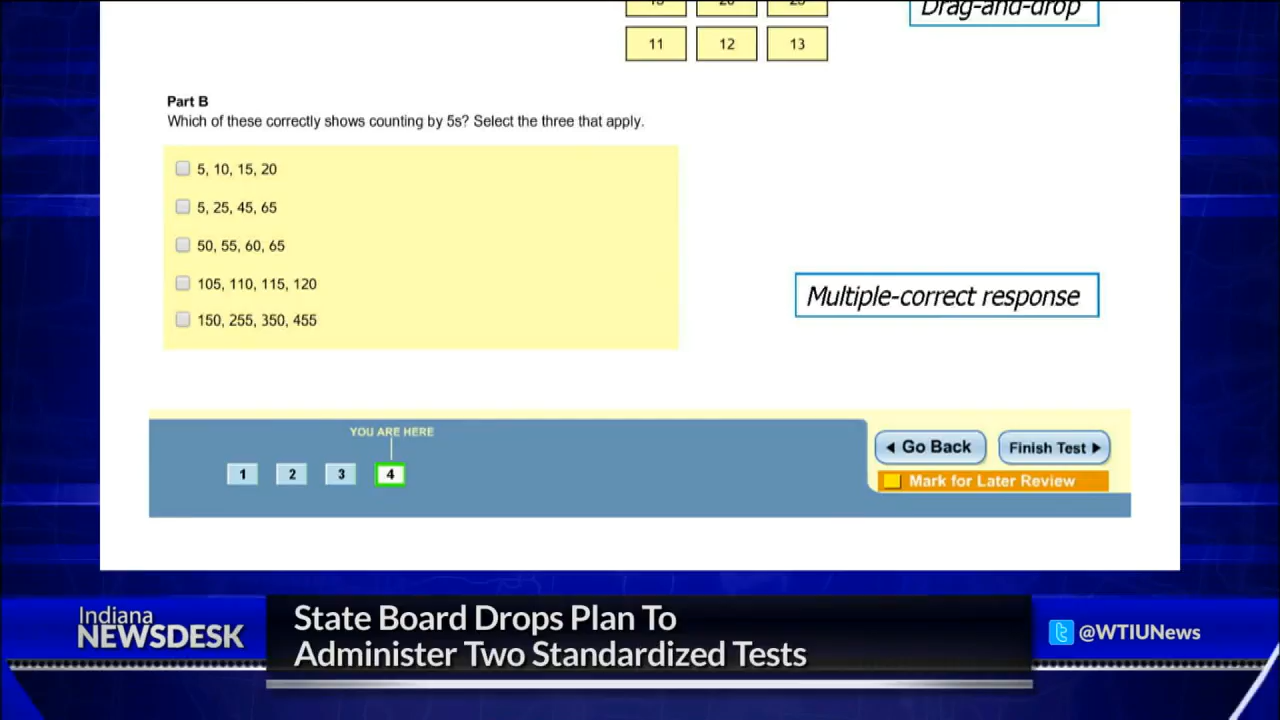 Drag-and-drop
11 12 13
Part B
Which of these correctly shows counting by 5s? Select the three that apply.
5, 10, 15, 20
5, 25, 45, 65
50, 55, 60, 65
105, 110, 115, 120
Multiple-correct response
150, 255, 350, 455
YOU ARE HERE
1 2 3 4
Go Back
Finish Test
Mark for Later Review
Indiana
NEWSDESK
State Board Drops Plan To
Administer Two Standardized Tests
@WTIUNews